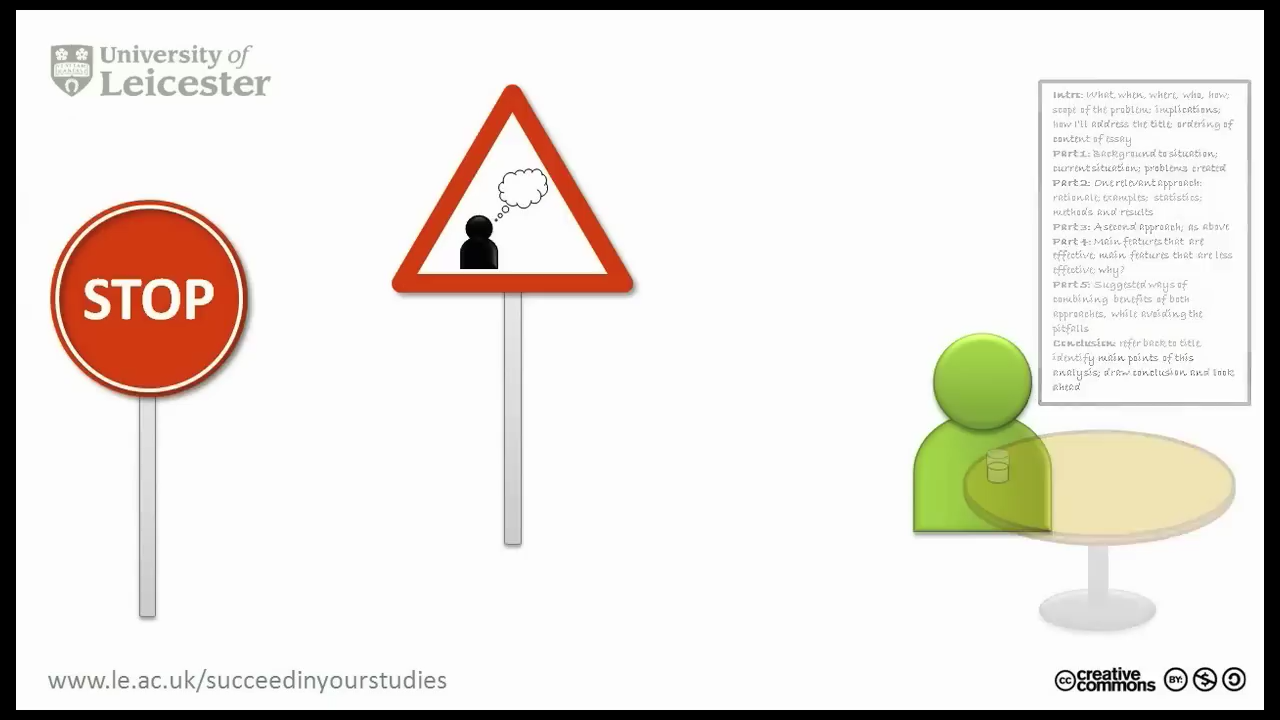 University of
Leicester
STOP
Intro: What, when, where, who, how;
scope of the problem; implications;
how I'll address the title; ordering of
content of essay
Part 1: Background to situation;
current situation; problems created
Part 2: One relevant approach:
rationale; examples; statistics;
methods and results
Part 3: A second approach; as above
Part 4: Main features that are
effective; main features that are less
effective; why?
Part 5: Suggested ways of
combining benefits of both
approaches, while avoiding the
pitfalls
Conclusion: refer back to title
identify main points of this
analysis; draw conclusion and look
ahead
www.le.ac.uk/succeedinyourstudies
cc creative
commons
BY: